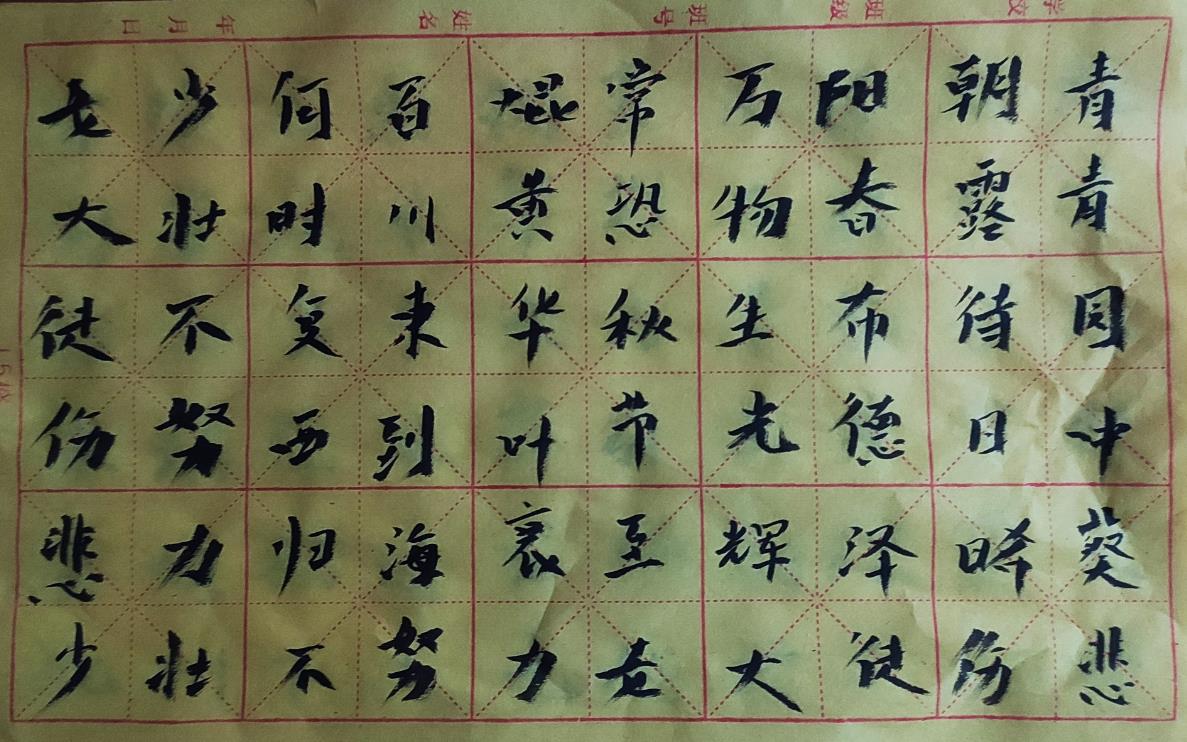 青青园中葵悲
朝露待日晞伤
阳春布德泽徒
万物生光辉大
常恐秋节至老
焜黄华叶衰力
百川东到海努
何时复西归不
少壮不努力壮
老大徒伤悲少
学校
班级
班号
姓名
年月日